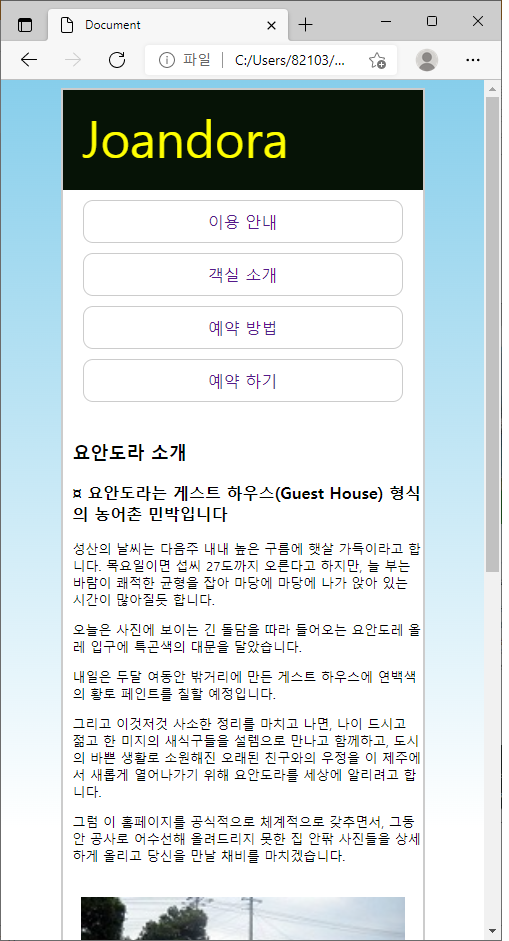 Document
파일
C:/Users/82103/...
Joandora
이용 안내
객실 소개
예약 방법
예약 하기
요안도라 소개
¤ 요안도라는 게스트 하우스(Guest House) 형식
의 농어촌 민박입니다
성산의 날씨는 다음주 내내 높은 구름에 햇살 가득이라고 합
니다. 목요일이면 섭씨 27도까지 오른다고 하지만, 늘 부는
바람이 쾌적한 균형을 잡아 마당에 마당에 나가 앉아 있는
시간이 많아질듯 합니다.
오늘은 사진에 보이는 긴 돌담을 따라 들어오는 요안도레 올
레 입구에 특곤색의 대문을 달았습니다.
내일은 두달 여동안 밖거리에 만든 게스트 하우스에 연백색
의 황토 페인트를 칠할 예정입니다.
그리고 이것저것 사소한 정리를 마치고 나면, 나이 드시고
젊고 한 미지의 새식구들을 설렘으로 만나고 함께하고, 도시
의 바쁜 생활로 소원해진 오래된 친구와의 우정을 이 제주에
서 새롭게 열어나가기 위해 요안도라를 세상에 알리려고 합
니다.
그럼 이 홈페이지를 공식적으로 체계적으로 갖추면서, 그동
안 공사로 어수선해 올려드리지 못한 집 안팎 사진들을 상세
하게 올리고 당신을 만날 채비를 마치겠습니다.